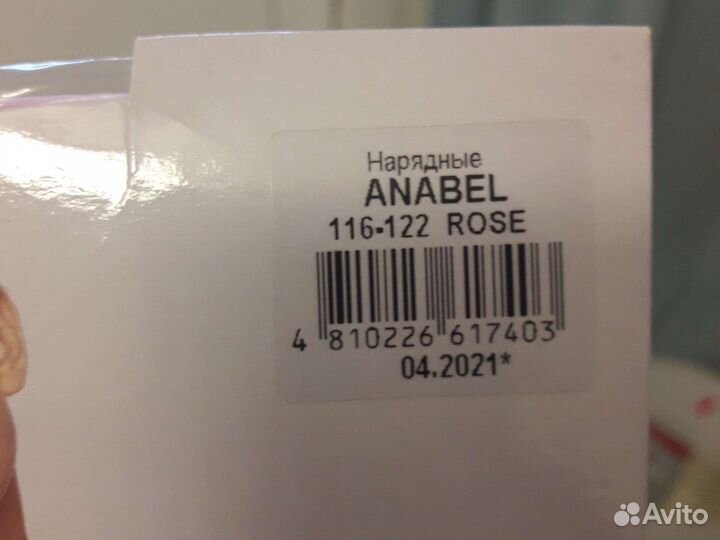 Нарядные
ANABEL
116-122 ROSE
4 810226 617403
04.2021*
Avito